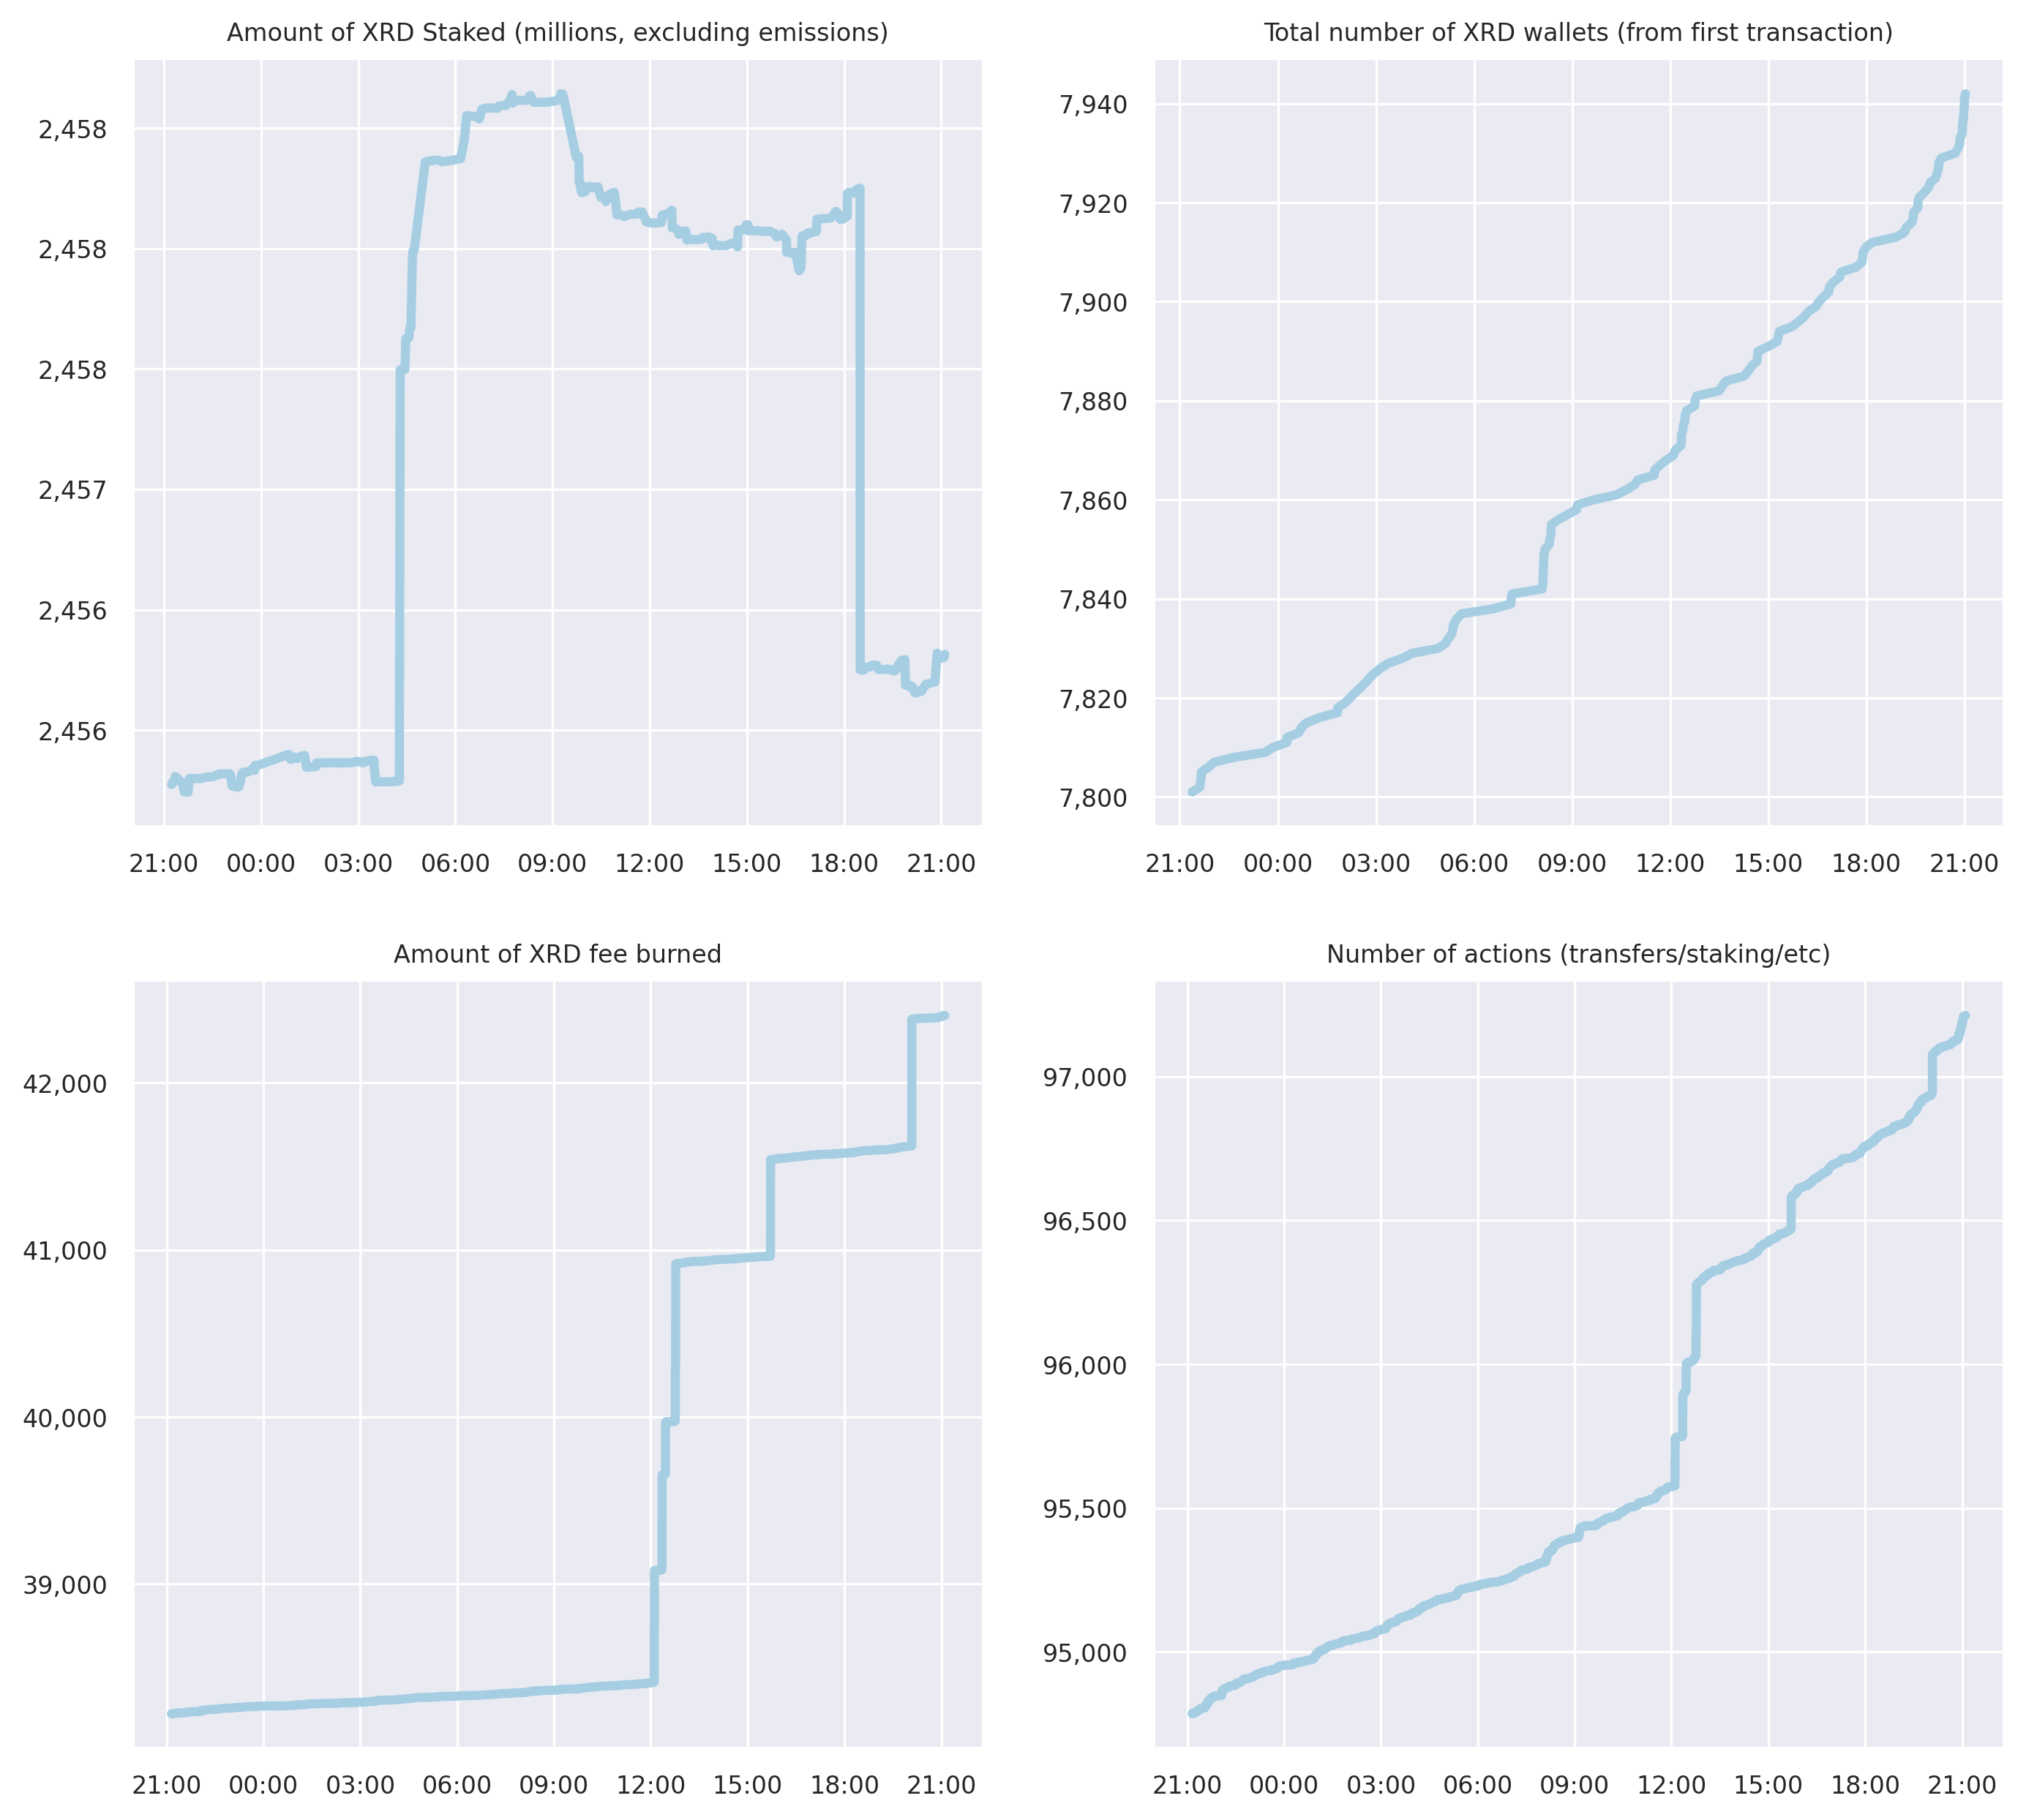 Amount of XRD Staked (millions, excluding emissions)
2,458
2,458
2,458
2,457
2,456
2,456
21:00 00:00 03:00 06:00 09:00 12:00 15:00 18:00 21:00
Total number of XRD wallets (from first transaction)
7,940
7,920
7,900
7,880
7,860
7,840
7,820
7,800
21:00 00:00 03:00 06:00 09:00 12:00 15:00 18:00 21:00
Amount of XRD fee burned
42,000
41,000
40,000
39,000
21:00 00:00 03:00 06:00 09:00 12:00 15:00 18:00 21:00
Number of actions (transfers/staking/etc)
97,000
96,500
96,000
95,500
95,000
21:00 00:00 03:00 06:00 09:00 12:00 15:00 18:00 21:00